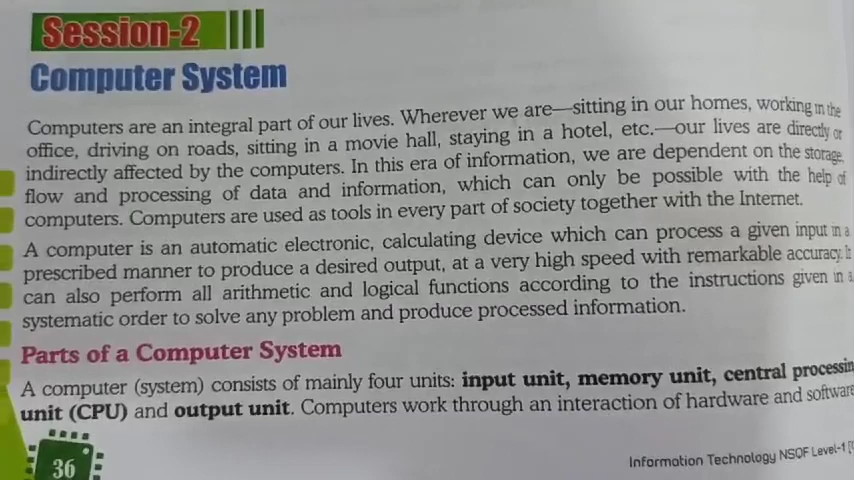 Session-2
Computer System
Computers are an integral part of our lives. Wherever we are—sitting in our homes, working in the
office, driving on roads, sitting in a movie hall, staying in a hotel, etc.—our lives are directly or
indirectly affected by the computers. In this era of information, we are dependent on the storage,
flow and processing of data and information, which can only be possible with the help of
computers. Computers are used as tools in every part of society together with the Internet.
A computer is an automatic electronic, calculating device which can process a given input in a
prescribed manner to produce a desired output, at a very high speed with remarkable accuracy. It
can also perform all arithmetic and logical functions according to the instructions given in a
systematic order to solve any problem and produce processed information.
Parts of a Computer System
A computer (system) consists of mainly four units: input unit, memory unit, central processin
unit (CPU) and output unit. Computers work through an interaction of hardware and software
36
Information Technology NSQF Level-1